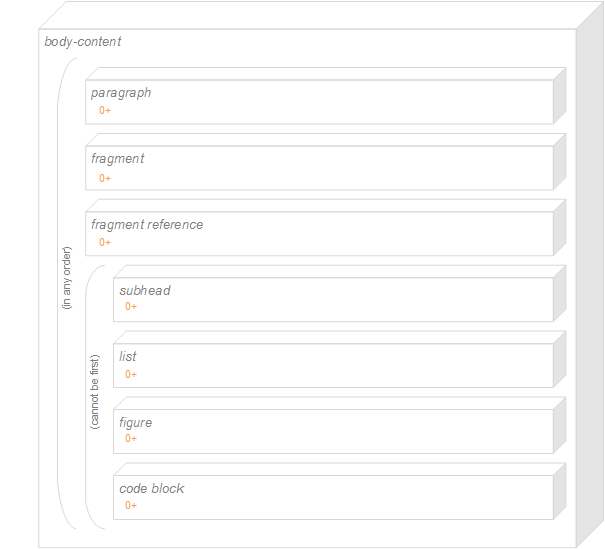 body-content
paragraph
0+
fragment
0+
fragment reference
0+
(in any order)
subhead
0+
list
0+
(cannot be first)
figure
0+
code block
0+